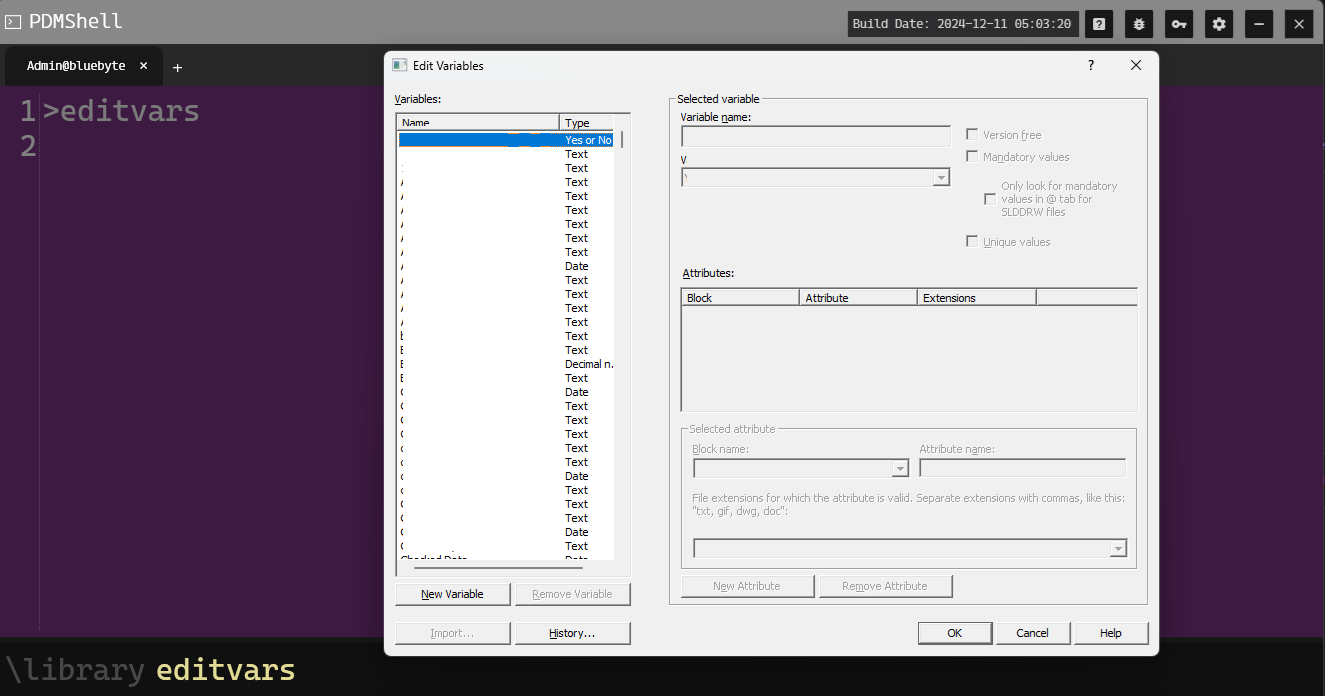 PDMShell
Build Date: 2024-12-11 05:03:20
Admin@bluebyte × +
1 >editvars
2
Edit Variables
?
Variables:
Name Type
Yes or No
Text
Text
A Text
A Text
A Text
A Text
A Text
A Text
A Date
A Text
A Text
A Text
A Text
Text
Text
Decimal n.
Text
C Date
C Text
C Text
C Text
c Text
c Text
c Date
c Text
C Text
C Text
C Date
C Text
Checked Date Date
New Variable Remove Variable
Import... History...
Selected variable
Variable name:
V
Version free
Mandatory values
Only look for mandatory
values in @ tab for
SLDDRW files
Unique values
Attributes:
Block Attribute Extensions
Selected attribute
Block name: Attribute name:
File extensions for which the attribute is valid. Separate extensions with commas, like this:
"txt, gif, dwg, doc":
New Attribute Remove Attribute
OK Cancel Help
\library editvars